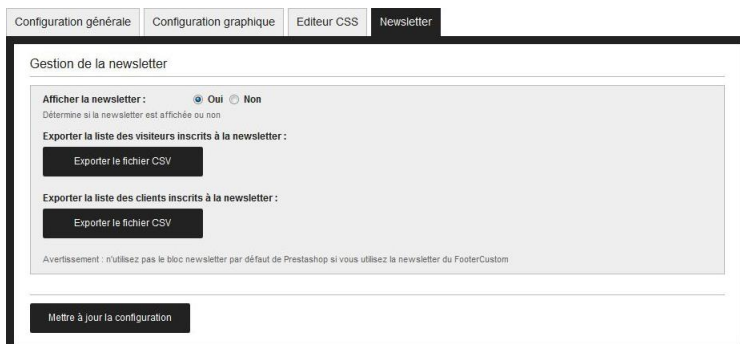 Configuration générale Configuration graphique Editeur CSS Newsletter
Gestion de la newsletter
Afficher la newsletter : Oui Non
Détermine si la newsletter est affichée ou non
Exporter la liste des visiteurs inscrits à la newsletter :
Exporter le fichier CSV
Exporter la liste des clients inscrits à la newsletter :
Exporter le fichier CSV
Avertissement : n'utilisez pas le bloc newsletter par défaut de Prestashop si vous utilisez la newsletter du FooterCustom
Mettre à jour la configuration